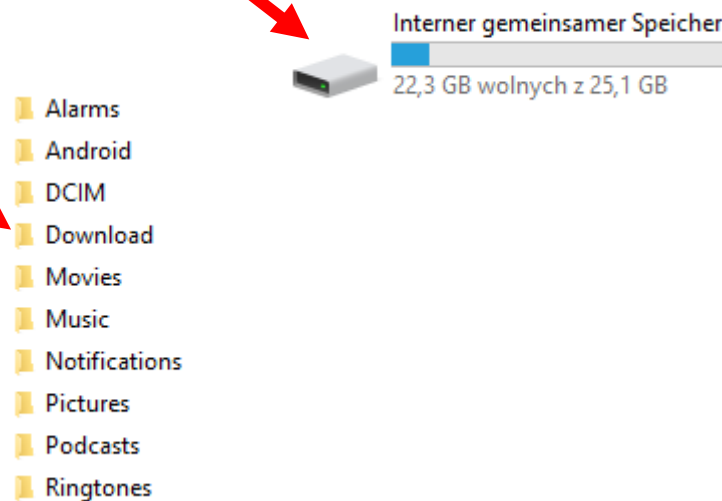 Interner gemeinsamer Speicher
22,3 GB wolnych z 25,1 GB
Alarms
Android
DCIM
Download
Movies
Music
Notifications
Pictures
Podcasts
Ringtones